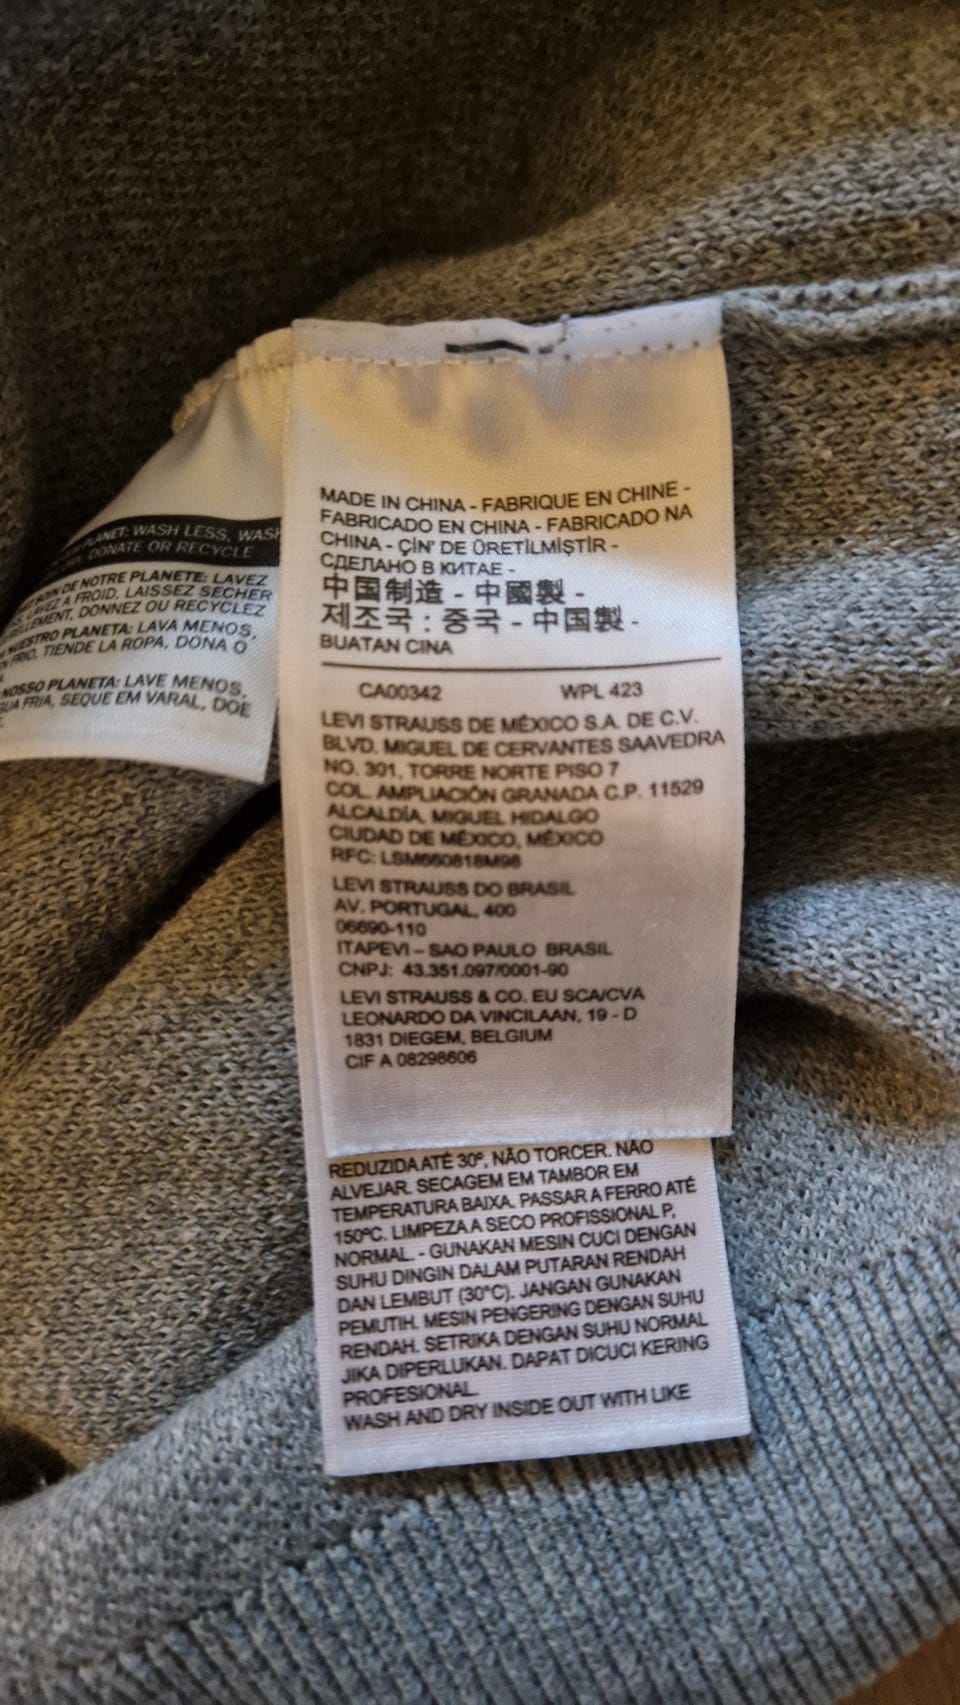 PLANET: WASH LESS, WASH
DONATE OR RECYCLE
SOIN DE NOTRE PLANETE: LAVEZ
LAVEZ A FROID, LAISSEZ SECHER
DONNEZ OU RECYCLEZ
NUESTRO PLANETA: LAVA MENOS,
FRIO, TIENDE LA ROPA, DONA O
NOSSO PLANETA: LAVE MENOS,
FRIA, SEQUE EM VARAL, DOE
MADE IN CHINA - FABRIQUE EN CHINE -
FABRICADO EN CHINA - FABRICADO NA
CHINA - ÇİN' DE ÜRETİLMİŞTİR -
СДЕЛАНО В КИТАЕ -
中国制造 - 中國製 -
제조국 : 중국 - 中国製 -
BUATAN CINA
CA00342 WPL 423
LEVI STRAUSS DE MÉXICO S.A. DE C.V.
BLVD. MIGUEL DE CERVANTES SAAVEDRA
NO. 301, TORRE NORTE PISO 7
COL. AMPLIACIÓN GRANADA C.P. 11529
ALCALDÍA, MIGUEL HIDALGO
CIUDAD DE MÉXICO, MÉXICO
RFC: LSM660818M98
LEVI STRAUSS DO BRASIL
AV. PORTUGAL, 400
06690-110
ITAPEVI – SAO PAULO BRASIL
CNPJ: 43.351.097/0001-90
LEVI STRAUSS & CO. EU SCA/CVA
LEONARDO DA VINCILAAN, 19 - D
1831 DIEGEM, BELGIUM
CIF A 08298606
REDUZIDA ATÉ 30º, NÃO TORCER. NÃO
ALVEJAR. SECAGEM EM TAMBOR EM
TEMPERATURA BAIXA. PASSAR A FERRO ATÉ
150ºC. LIMPEZA A SECO PROFISSIONAL P,
NORMAL. - GUNAKAN MESIN CUCI DENGAN
SUHU DINGIN DALAM PUTARAN RENDAH
DAN LEMBUT (30°C). JANGAN GUNAKAN
PEMUTIH. MESIN PENGERING DENGAN SUHU
RENDAH. SETRIKA DENGAN SUHU NORMAL
JIKA DIPERLUKAN. DAPAT DICUCI KERING
PROFESIONAL.
WASH AND DRY INSIDE OUT WITH LIKE